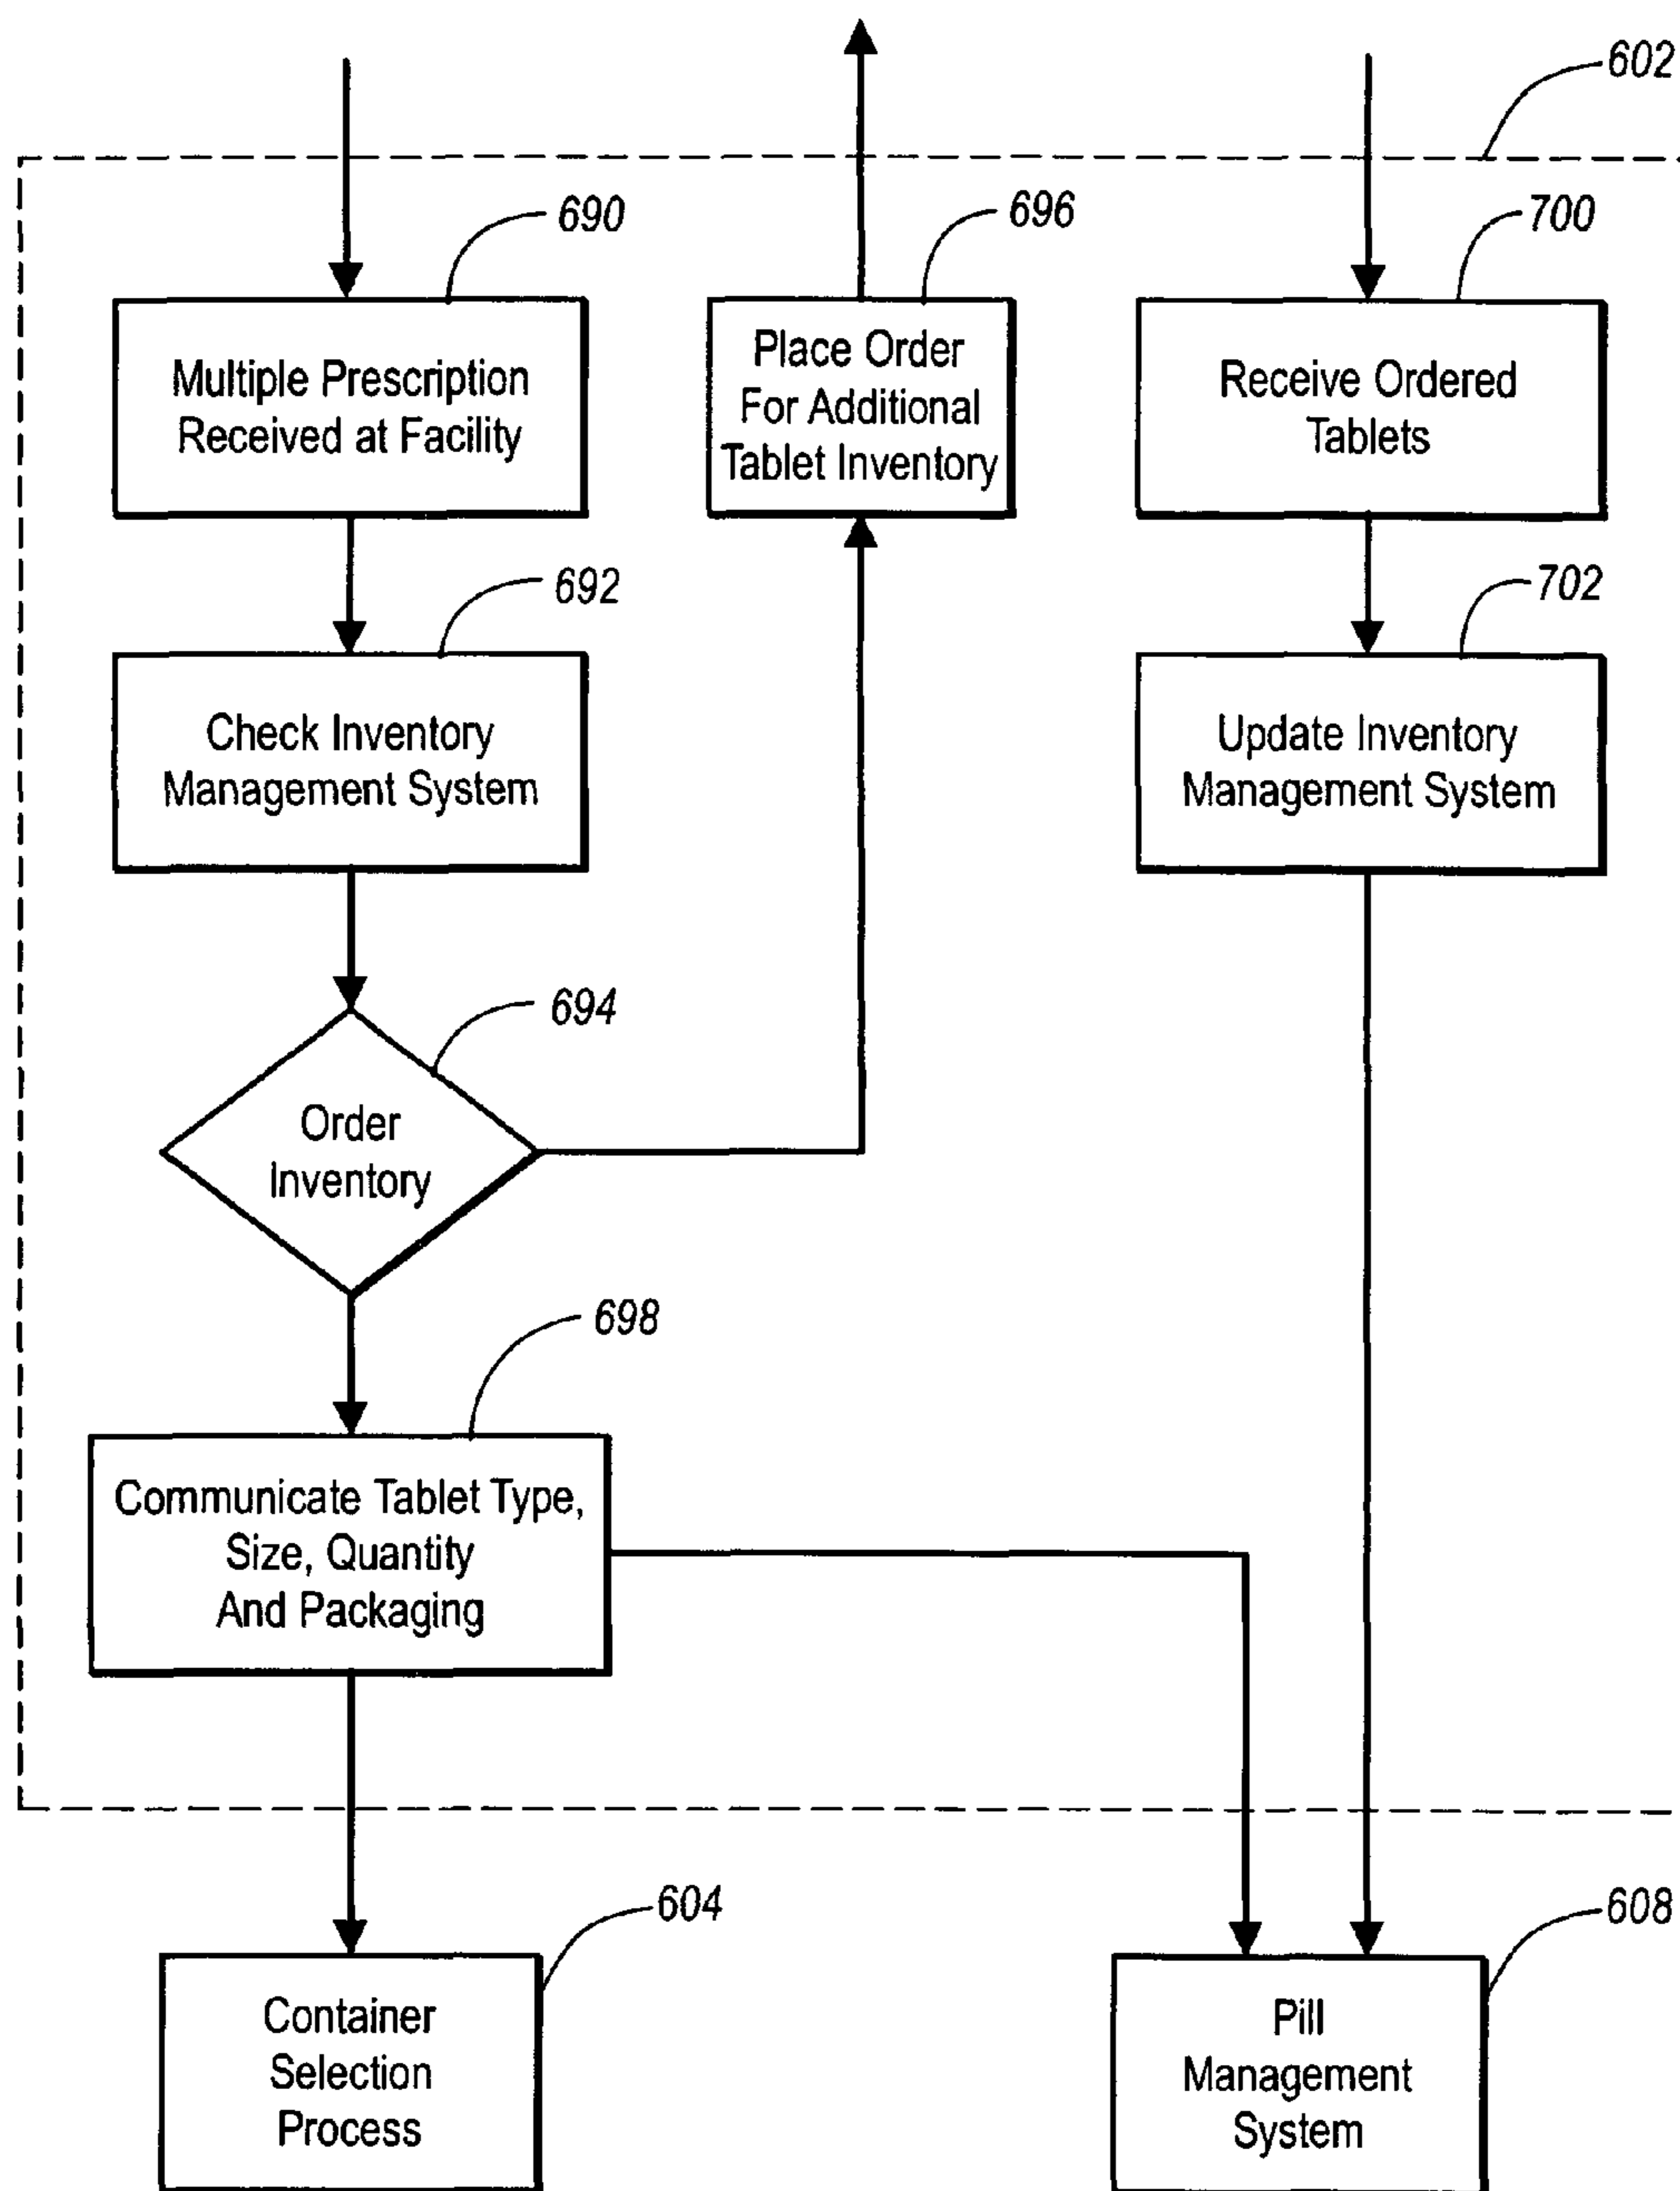 602
690
696
700
Multiple Prescription
Received at Facility
Place Order
For Additional
Tablet Inventory
Receive Ordered
Tablets
692
702
Check Inventory
Management System
Update Inventory
Management System
694
Order
Inventory
698
Communicate Tablet Type,
Size, Quantity
And Packaging
604
608
Container
Selection
Process
Pill
Management
System